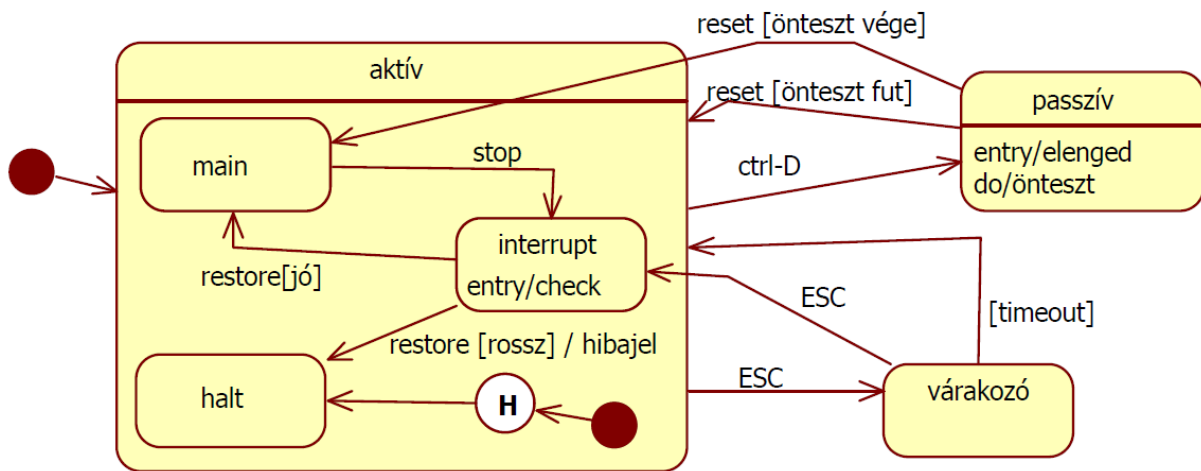 reset [önteszt vége]
aktív
reset [önteszt fut]
passzív
main
stop
ctrl-D
entry/elenged
do/önteszt
interrupt
entry/check
restore[jó]
ESC
[timeout]
restore [rossz] / hibajel
halt
H
ESC
várakozó